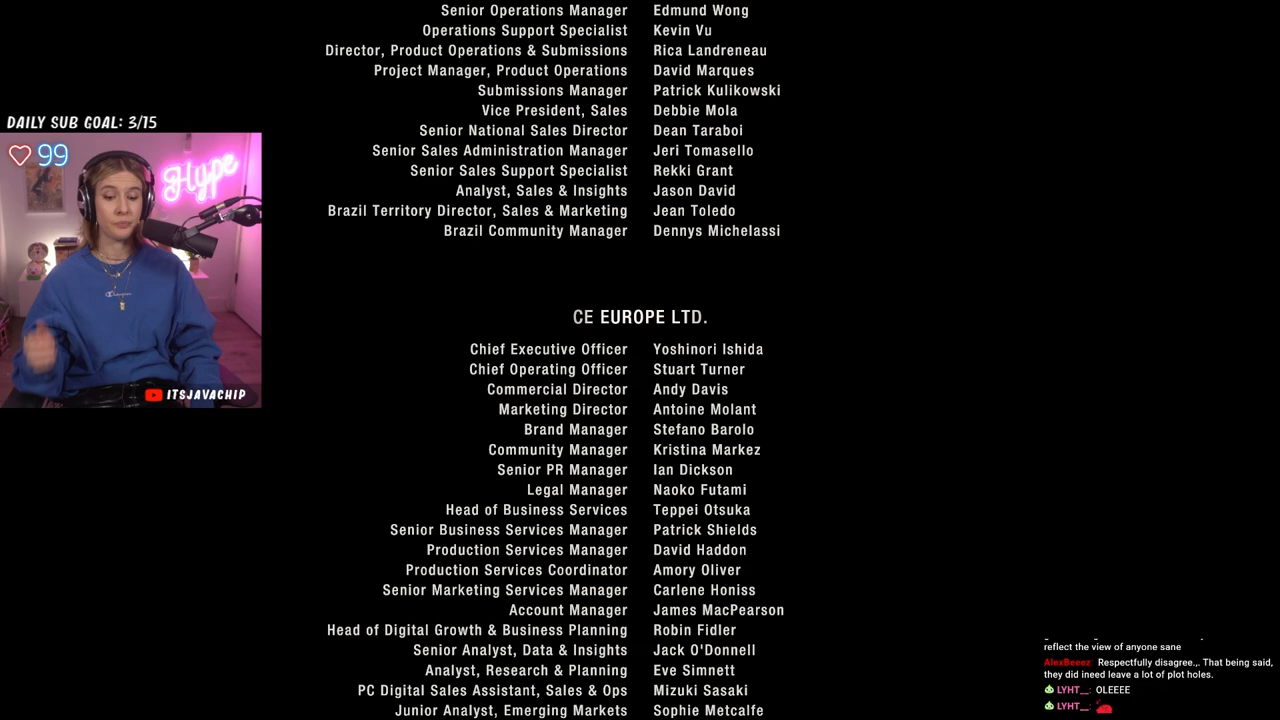 Senior Operations Manager Edmund Wong
Operations Support Specialist Kevin Vu
Director, Product Operations & Submissions Rica Landreneau
Project Manager, Product Operations David Marques
Submissions Manager Patrick Kulikowski
Vice President, Sales Debbie Mola
Senior National Sales Director Dean Taraboi
Senior Sales Administration Manager Jeri Tomasello
Senior Sales Support Specialist Rekki Grant
Analyst, Sales & Insights Jason David
Brazil Territory Director, Sales & Marketing Jean Toledo
Brazil Community Manager Dennys Michelassi
DAILY SUB GOAL: 3/15
99
Hype
Champion
ITSJAVACHIP
CE EUROPE LTD.
Chief Executive Officer Yoshinori Ishida
Chief Operating Officer Stuart Turner
Commercial Director Andy Davis
Marketing Director Antoine Molant
Brand Manager Stefano Barolo
Community Manager Kristina Markez
Senior PR Manager Ian Dickson
Legal Manager Naoko Futami
Head of Business Services Teppei Otsuka
Senior Business Services Manager Patrick Shields
Production Services Manager David Haddon
Production Services Coordinator Amory Oliver
Senior Marketing Services Manager Carlene Honiss
Account Manager James MacPearson
Head of Digital Growth & Business Planning Robin Fidler
Senior Analyst, Data & Insights Jack O'Donnell
Analyst, Research & Planning Eve Simnett
PC Digital Sales Assistant, Sales & Ops Mizuki Sasaki
Junior Analyst, Emerging Markets Sophie Metcalfe
reflect the view of anyone sane
AlexBeeez Respectfully disagree.,. That being said,
they did ineed leave a lot of plot holes.
LYHT__: OLEEEE
LYHT__: